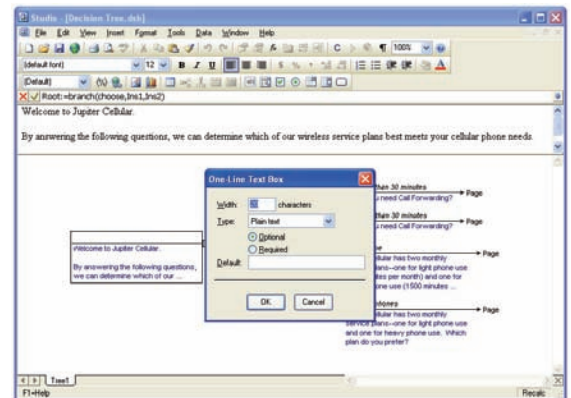 Studio - [Decision Tree.dsh]
File Edit View Insert Format Tools Data Window Help
100%
(default font) 12 B I U
(Default)
Root:=branch(choose,Ins1,Ins2)
Welcome to Jupiter Cellular.
By answering the following questions, we can determine which of our wireless service plans best meets your cellular phone needs.
One-Line Text Box
Width: 20 characters
Type: Plain text
Optional
Required
Default:
OK Cancel
Welcome to Jupiter Cellular.
By answering the following questions,
we can determine which of our ...
than 30 minutes
need Call Forwarding?
Page
than 30 minutes
need Call Forwarding?
Page
has two monthly
plans--one for light phone use
minutes per month) and one for
use (1500 minutes ...
Page
has two monthly
service plans--one for light phone use
and one for heavy phone use. Which
plan do you prefer?
Page
Tree1
F1=Help
Recalc